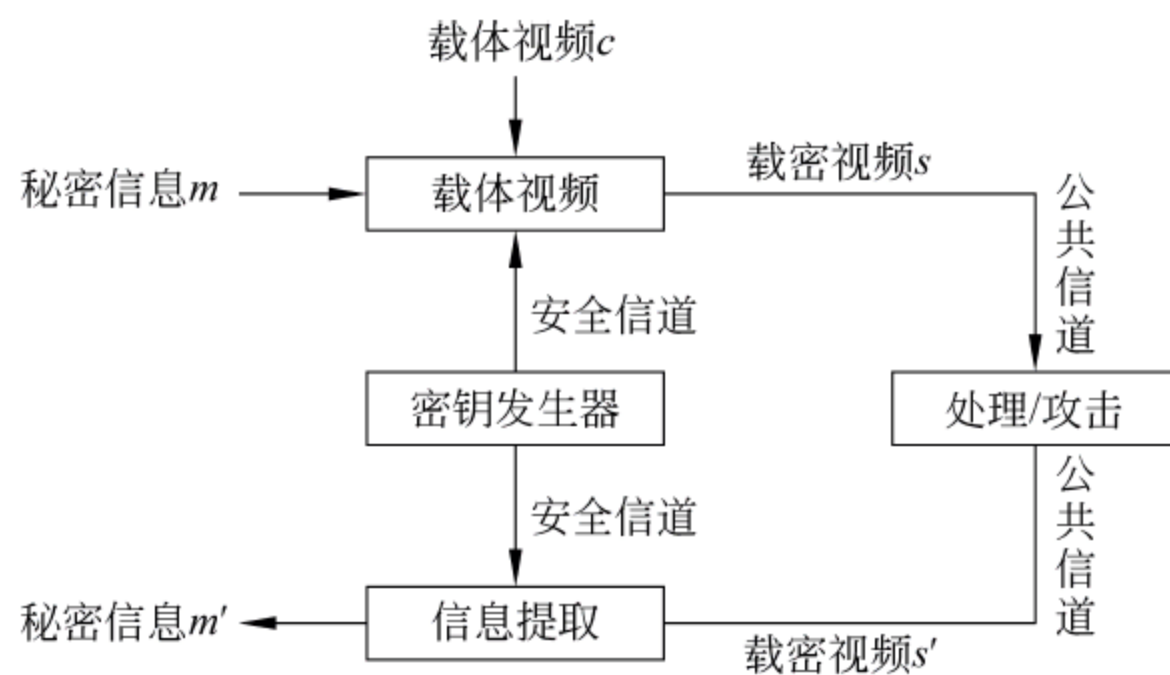 载体视频c
秘密信息m
载体视频
载密视频s
公共信道
安全信道
密钥发生器
处理/攻击
安全信道
公共信道
秘密信息m′
信息提取
载密视频s′